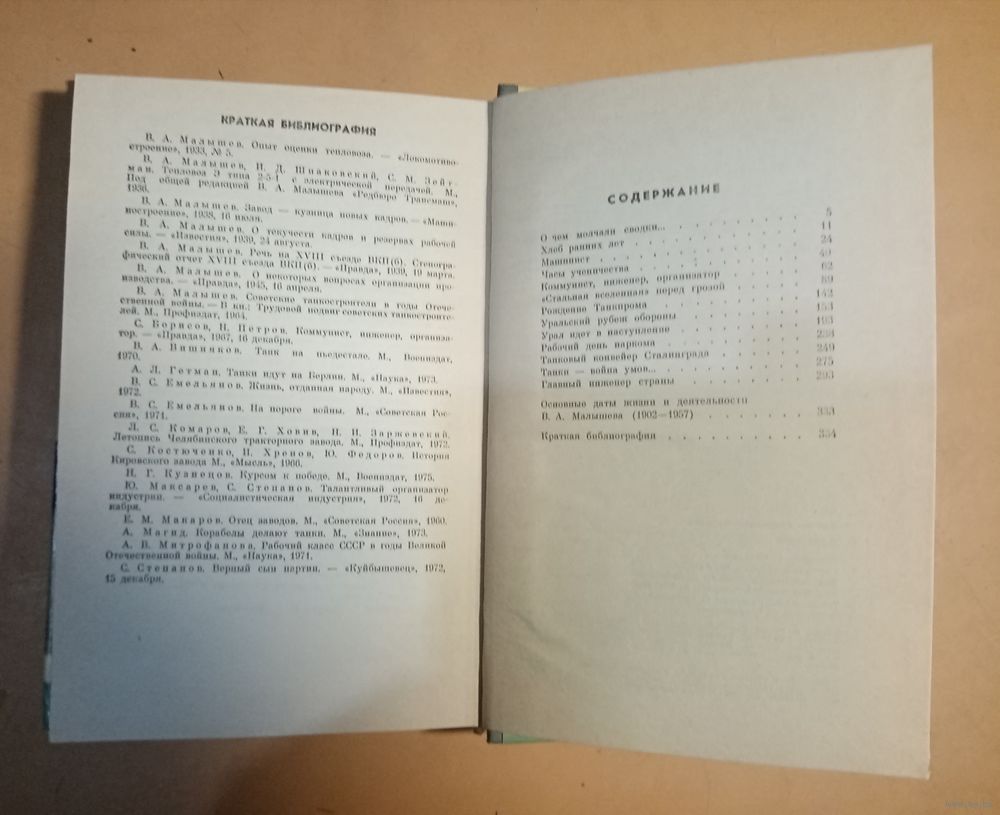 КРАТКАЯ БИБЛИОГРАФИЯ
В. А. Малышев. Опыт оценки тепловоза. — «Локомотиво-
строение», 1933, № 5.
В. А. Малышев, И. Д. Шпаковский, С. М. Зейг-
ман. Тепловоз Э типа 2-5-1 с электрической передачей. М.,
Под общей редакцией В. А. Малышева «Редбюро Трансмаш»,
1936.
В. А. Малышев. Завод — кузница новых кадров. — «Маши-
ностроение», 1938, 16 июля.
В. А. Малышев. О текучести кадров и резервах рабочей
силы. — «Известия», 1939, 24 августа.
В. А. Малышев. Речь на XVIII съезде ВКП(б). Стеногра-
фический отчет XVIII съезда ВКП(б). — «Правда», 1939, 19 марта.
В. А. Малышев. О некоторых вопросах организации про-
изводства. — «Правда», 1945, 16 апреля.
В. А. Малышев. Советские танкостроители в годы Отече-
ственной войны. — В кн.: Трудовой подвиг советских танкостроите-
лей. М., Профиздат, 1964.
С. Борисов, И. Петров. Коммунист, инженер, организа-
тор. — «Правда», 1967, 16 декабря.
В. А. Вишняков. Танк на пьедестале. М., Воениздат,
1970.
А. Л. Гетман. Танки идут на Берлин. М., «Наука», 1973.
В. С. Емельянов. Жизнь, отданная народу. М., «Известия»,
1972.
В. С. Емельянов. На пороге войны. М., «Советская Рос-
сия», 1971.
Л. С. Комаров, Е. Г. Ховив, Н. И. Заржевский.
Летопись Челябинского тракторного завода. М., Профиздат, 1972.
С. Костюченко, И. Хренов, Ю. Федоров. История
Кировского завода М., «Мысль», 1966.
Н. Г. Кузнецов. Курсом к победе. М., Воениздат, 1975.
Ю. Максарев, С. Степанов. Талантливый организатор
индустрии. — «Социалистическая индустрия», 1972, 16 де-
кабря.
Е. М. Макаров. Отец заводов. М., «Советская Россия», 1960.
А. Магид. Корабелы делают танки. М., «Знание», 1973.
А. В. Митрофанова. Рабочий класс СССР в годы Великой
Отечественной войны. М., «Наука», 1971.
С. Степанов. Верный сын партии. — «Куйбышевец», 1972,
15 декабря.
СОДЕРЖАНИЕ
О чем молчали сводки... 5
Хлеб ранних лет 11
Машинист 24
Часы ученичества 40
Коммунист, инженер, организатор 62
«Стальная вселенная» перед грозой 89
Рождение Танкпрома 142
Уральский рубеж обороны 153
Урал идет в наступление 193
Рабочий день наркома 238
Танковый конвейер Сталинграда 249
Танки — война умов... 275
Главный инженер страны 293
Основные даты жизни и деятельности
В. А. Малышева (1902—1957) 333
Краткая библиография 334